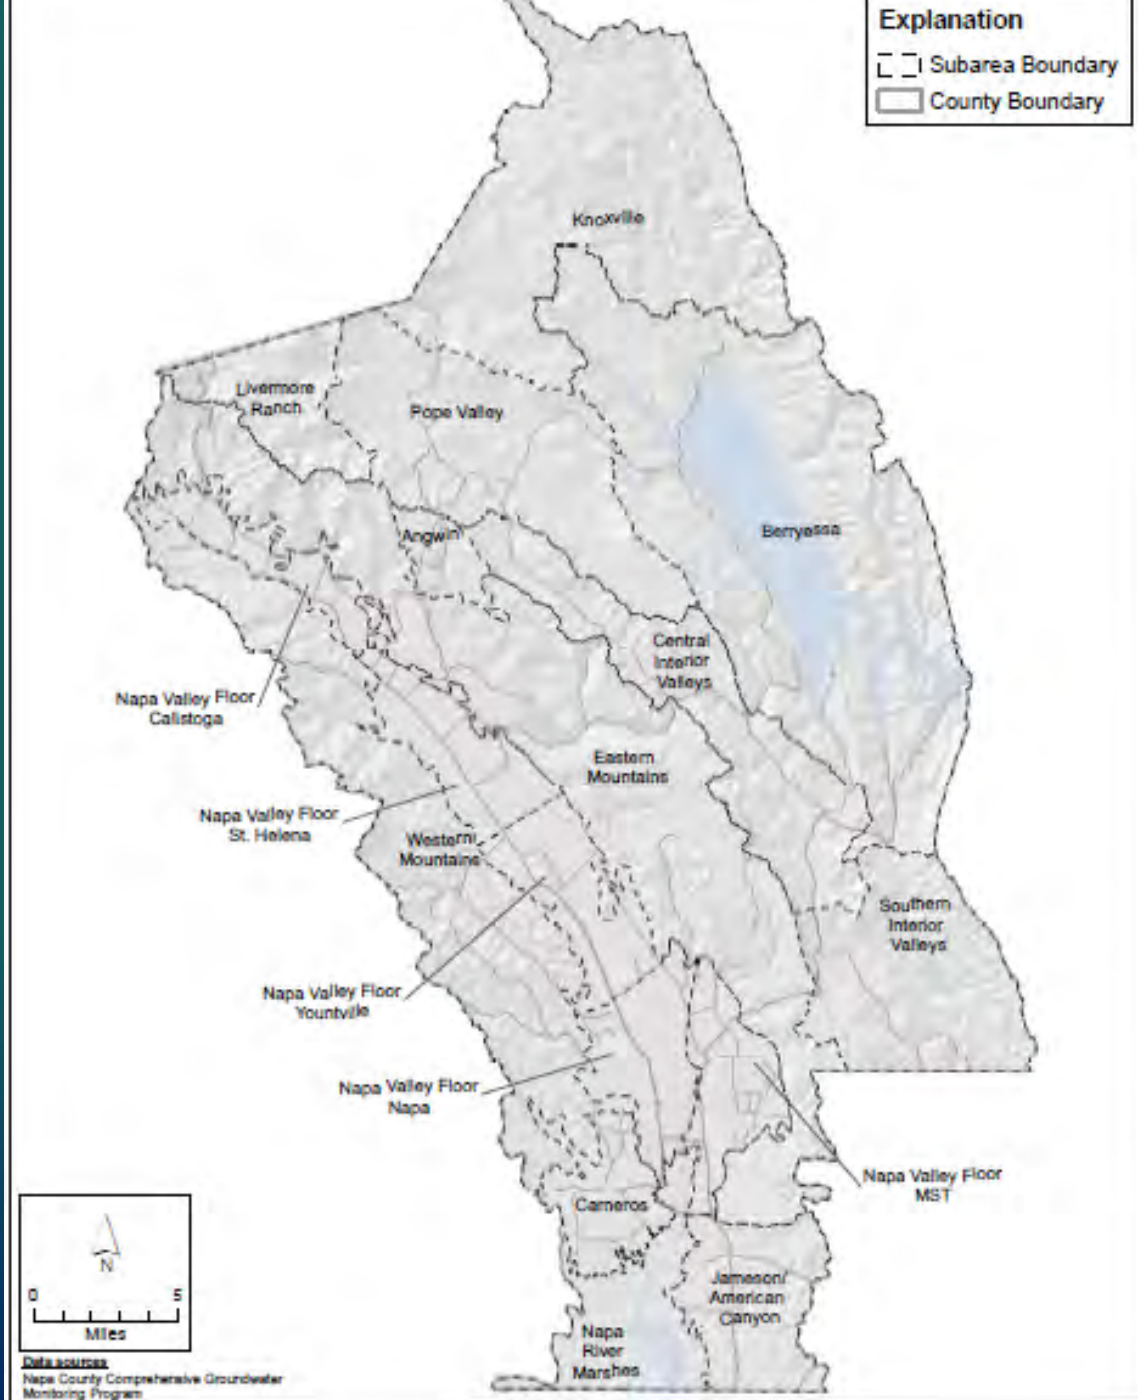 Explanation
Subarea Boundary
County Boundary
Knoxville
Livermore
Ranch
Pope Valley
Angwin
Berryessa
Central
Interior
Valleys
Napa Valley Floor
Calistoga
Eastern
Mountains
Napa Valley Floor
St. Helena
Western
Mountains
Southern
Interior
Valleys
Napa Valley Floor
Yountville
Napa Valley Floor
Napa
Napa Valley Floor
MST
Carneros
Jameson/
American
Canyon
Napa
River
Marshes
N
0 5
Miles
Data sources
Napa County Comprehensive Groundwater
Monitoring Program